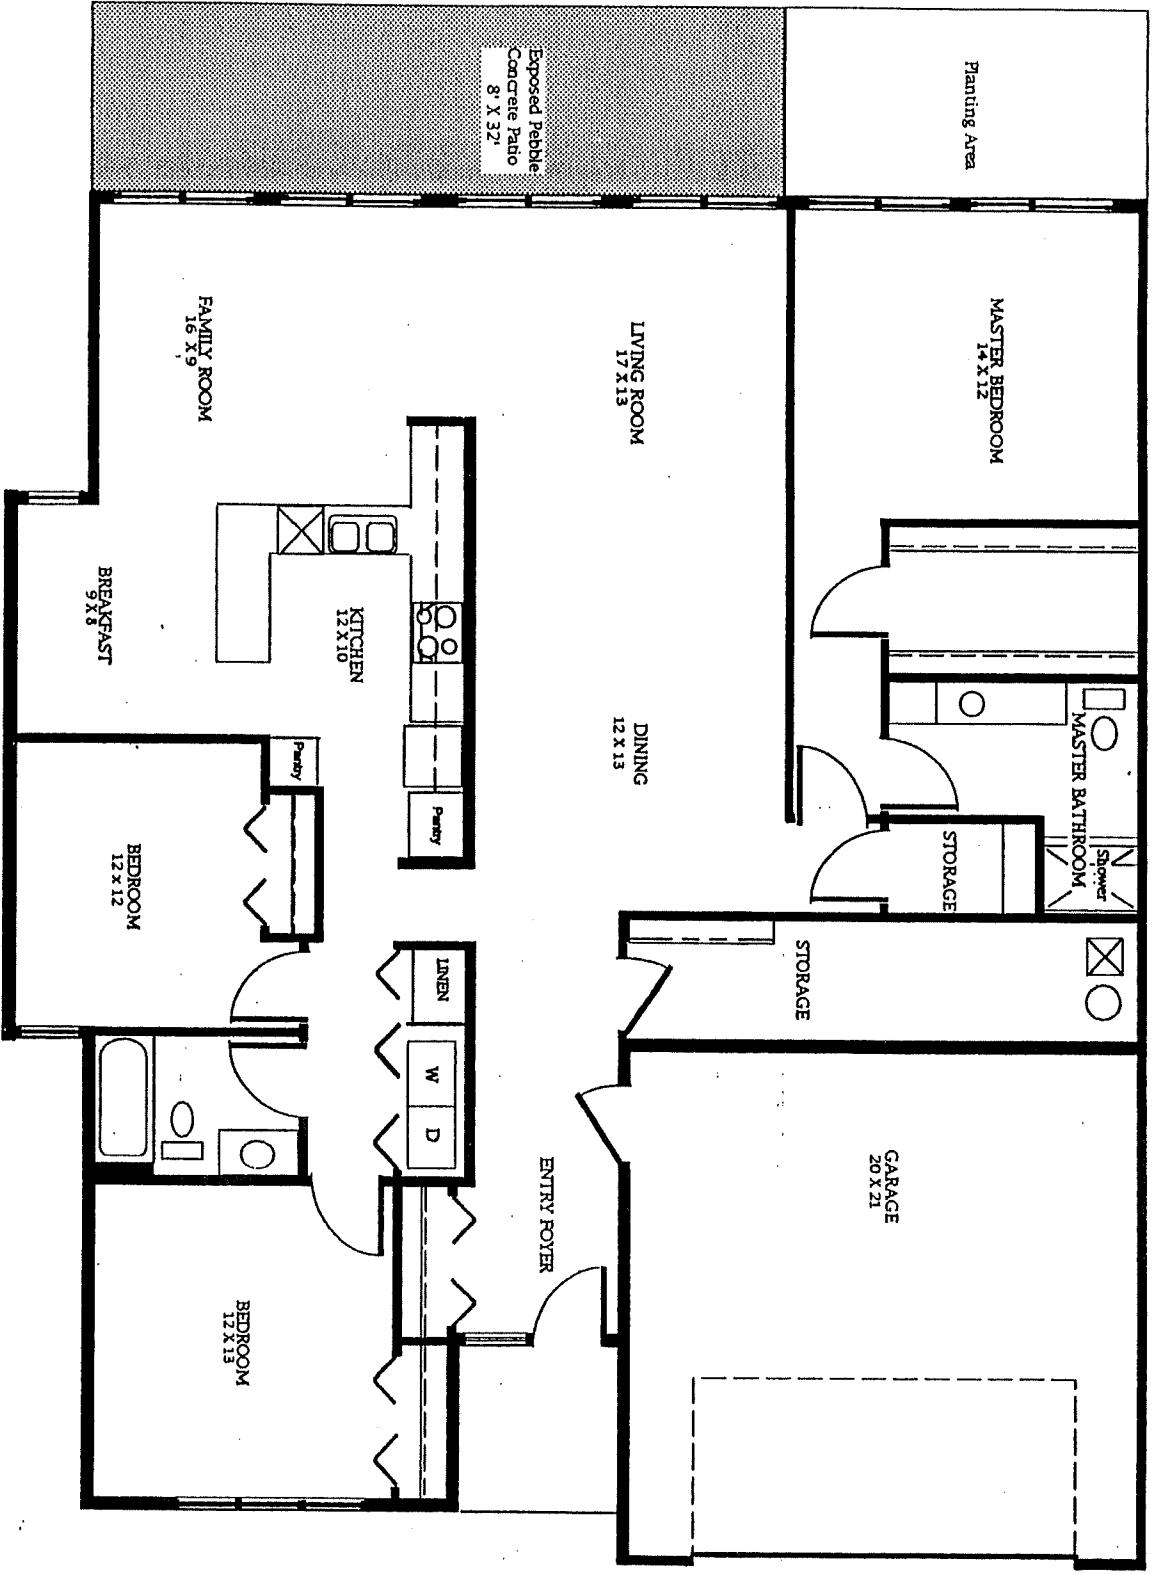 Planting Area
Exposed Pebble
Concrete Patio
8' X 32'
MASTER BEDROOM
14 X 12
LIVING ROOM
17 X 13
FAMILY ROOM
16 X 9
MASTER BATHROOM
Shower
STORAGE
DINING
12 X 13
KITCHEN
12 X 10
BREAKFAST
9 X 8
Pantry
Pantry
BEDROOM
12 X 12
STORAGE
LINEN
W
D
GARAGE
20 X 21
ENTRY FOYER
BEDROOM
12 X 13